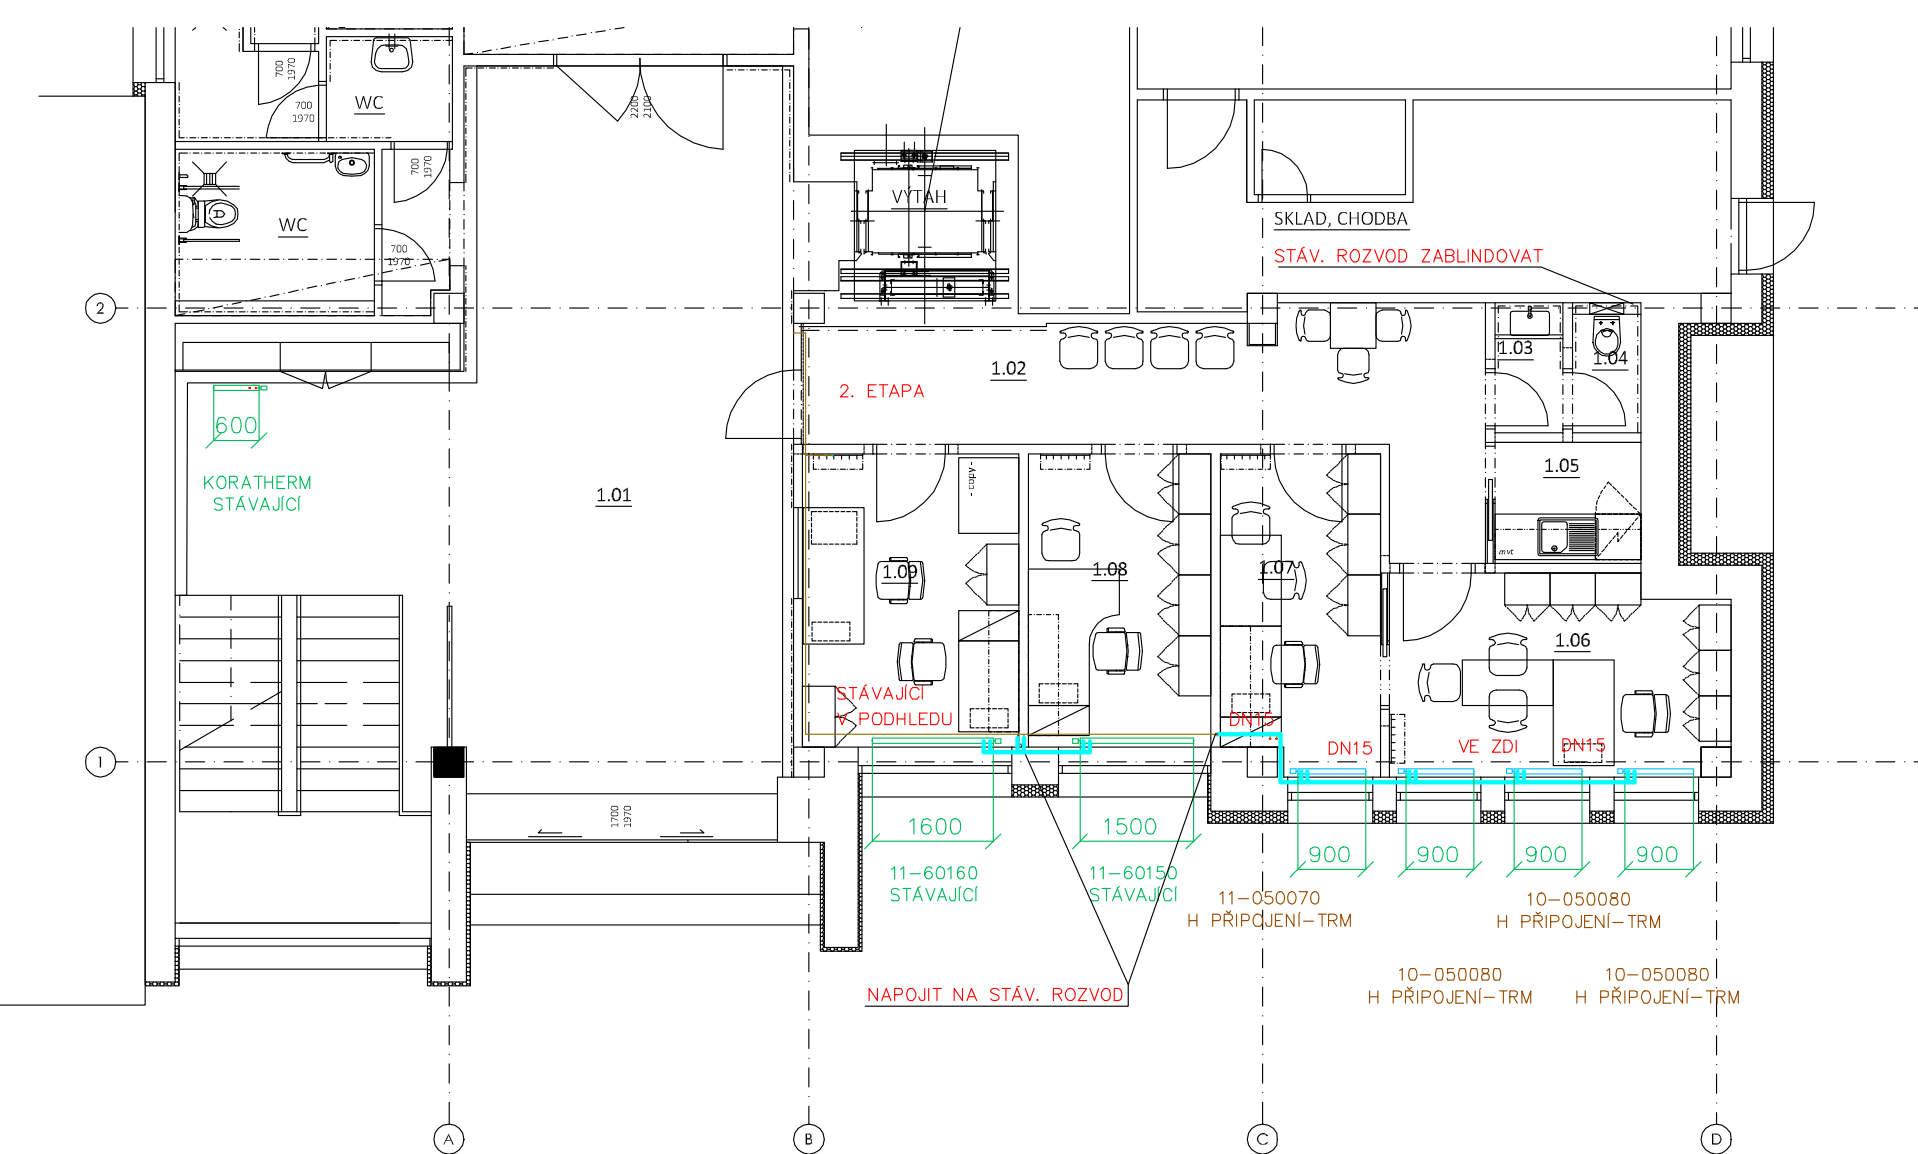 700
1970
WC
700
1970
2200
2100
700
1970
VÝTAH
WC
SKLAD, CHODBA
700
1970
STÁV. ROZVOD ZABLINDOVAT
2
1.03
1.04
1.02
2. ETAPA
600
KORATHERM
STÁVAJÍCÍ
1.01
- copy -
1.05
mvt
1.09
1.08
1.07
1.06
STÁVAJÍCÍ
V PODHLEDU
DN15
DN15
VE ZDI
DN15
1
1700
1970
1600
1500
900
900
900
900
11-60160
STÁVAJÍCÍ
11-60150
STÁVAJÍCÍ
11-050070
H PŘIPOJENÍ-TRM
10-050080
H PŘIPOJENÍ-TRM
10-050080
H PŘIPOJENÍ-TRM
10-050080
H PŘIPOJENÍ-TRM
NAPOJIT NA STÁV. ROZVOD
A
B
C
D